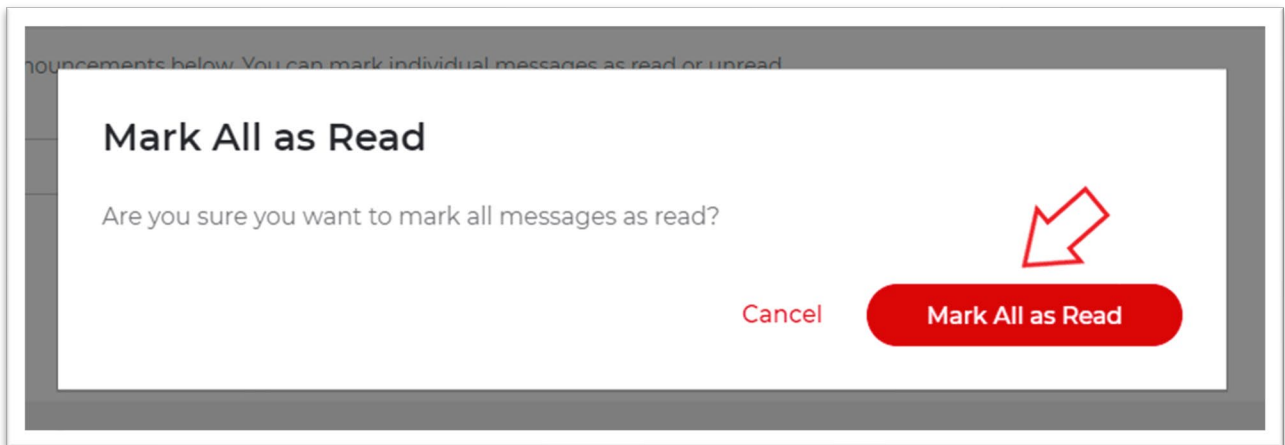 nouncements below. You can mark individual messages as read or unread
Mark All as Read
Are you sure you want to mark all messages as read?
Cancel
Mark All as Read